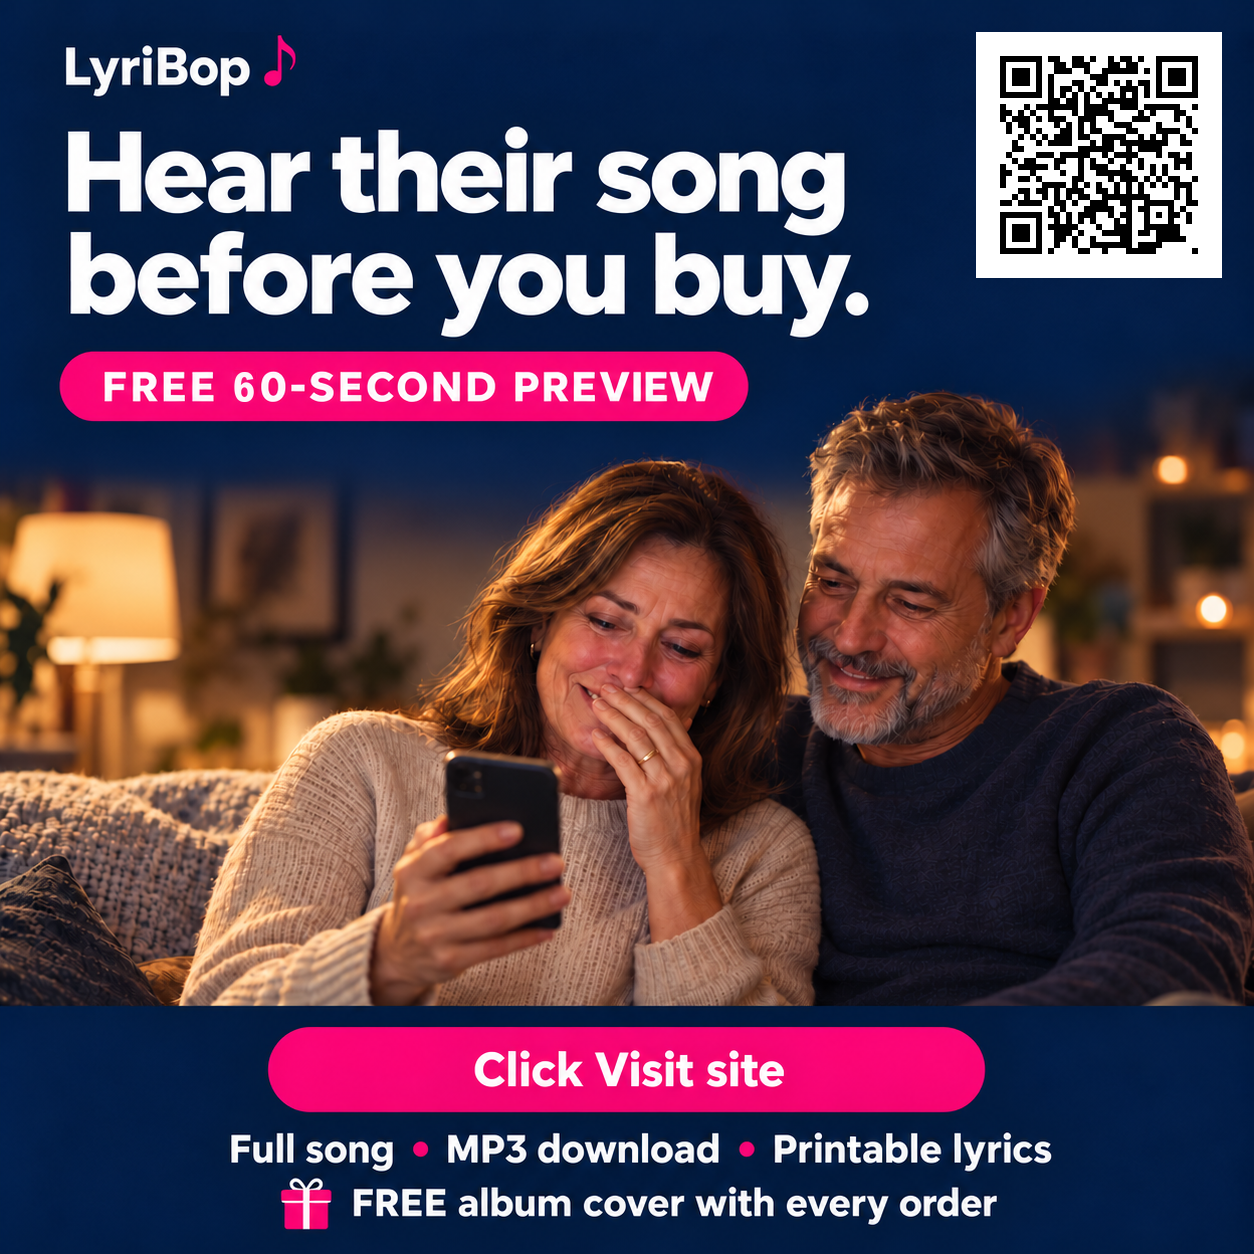 LyriBop
Hear their song
before you buy.
FREE 60-SECOND PREVIEW
Click Visit site
Full song • MP3 download • Printable lyrics
FREE album cover with every order